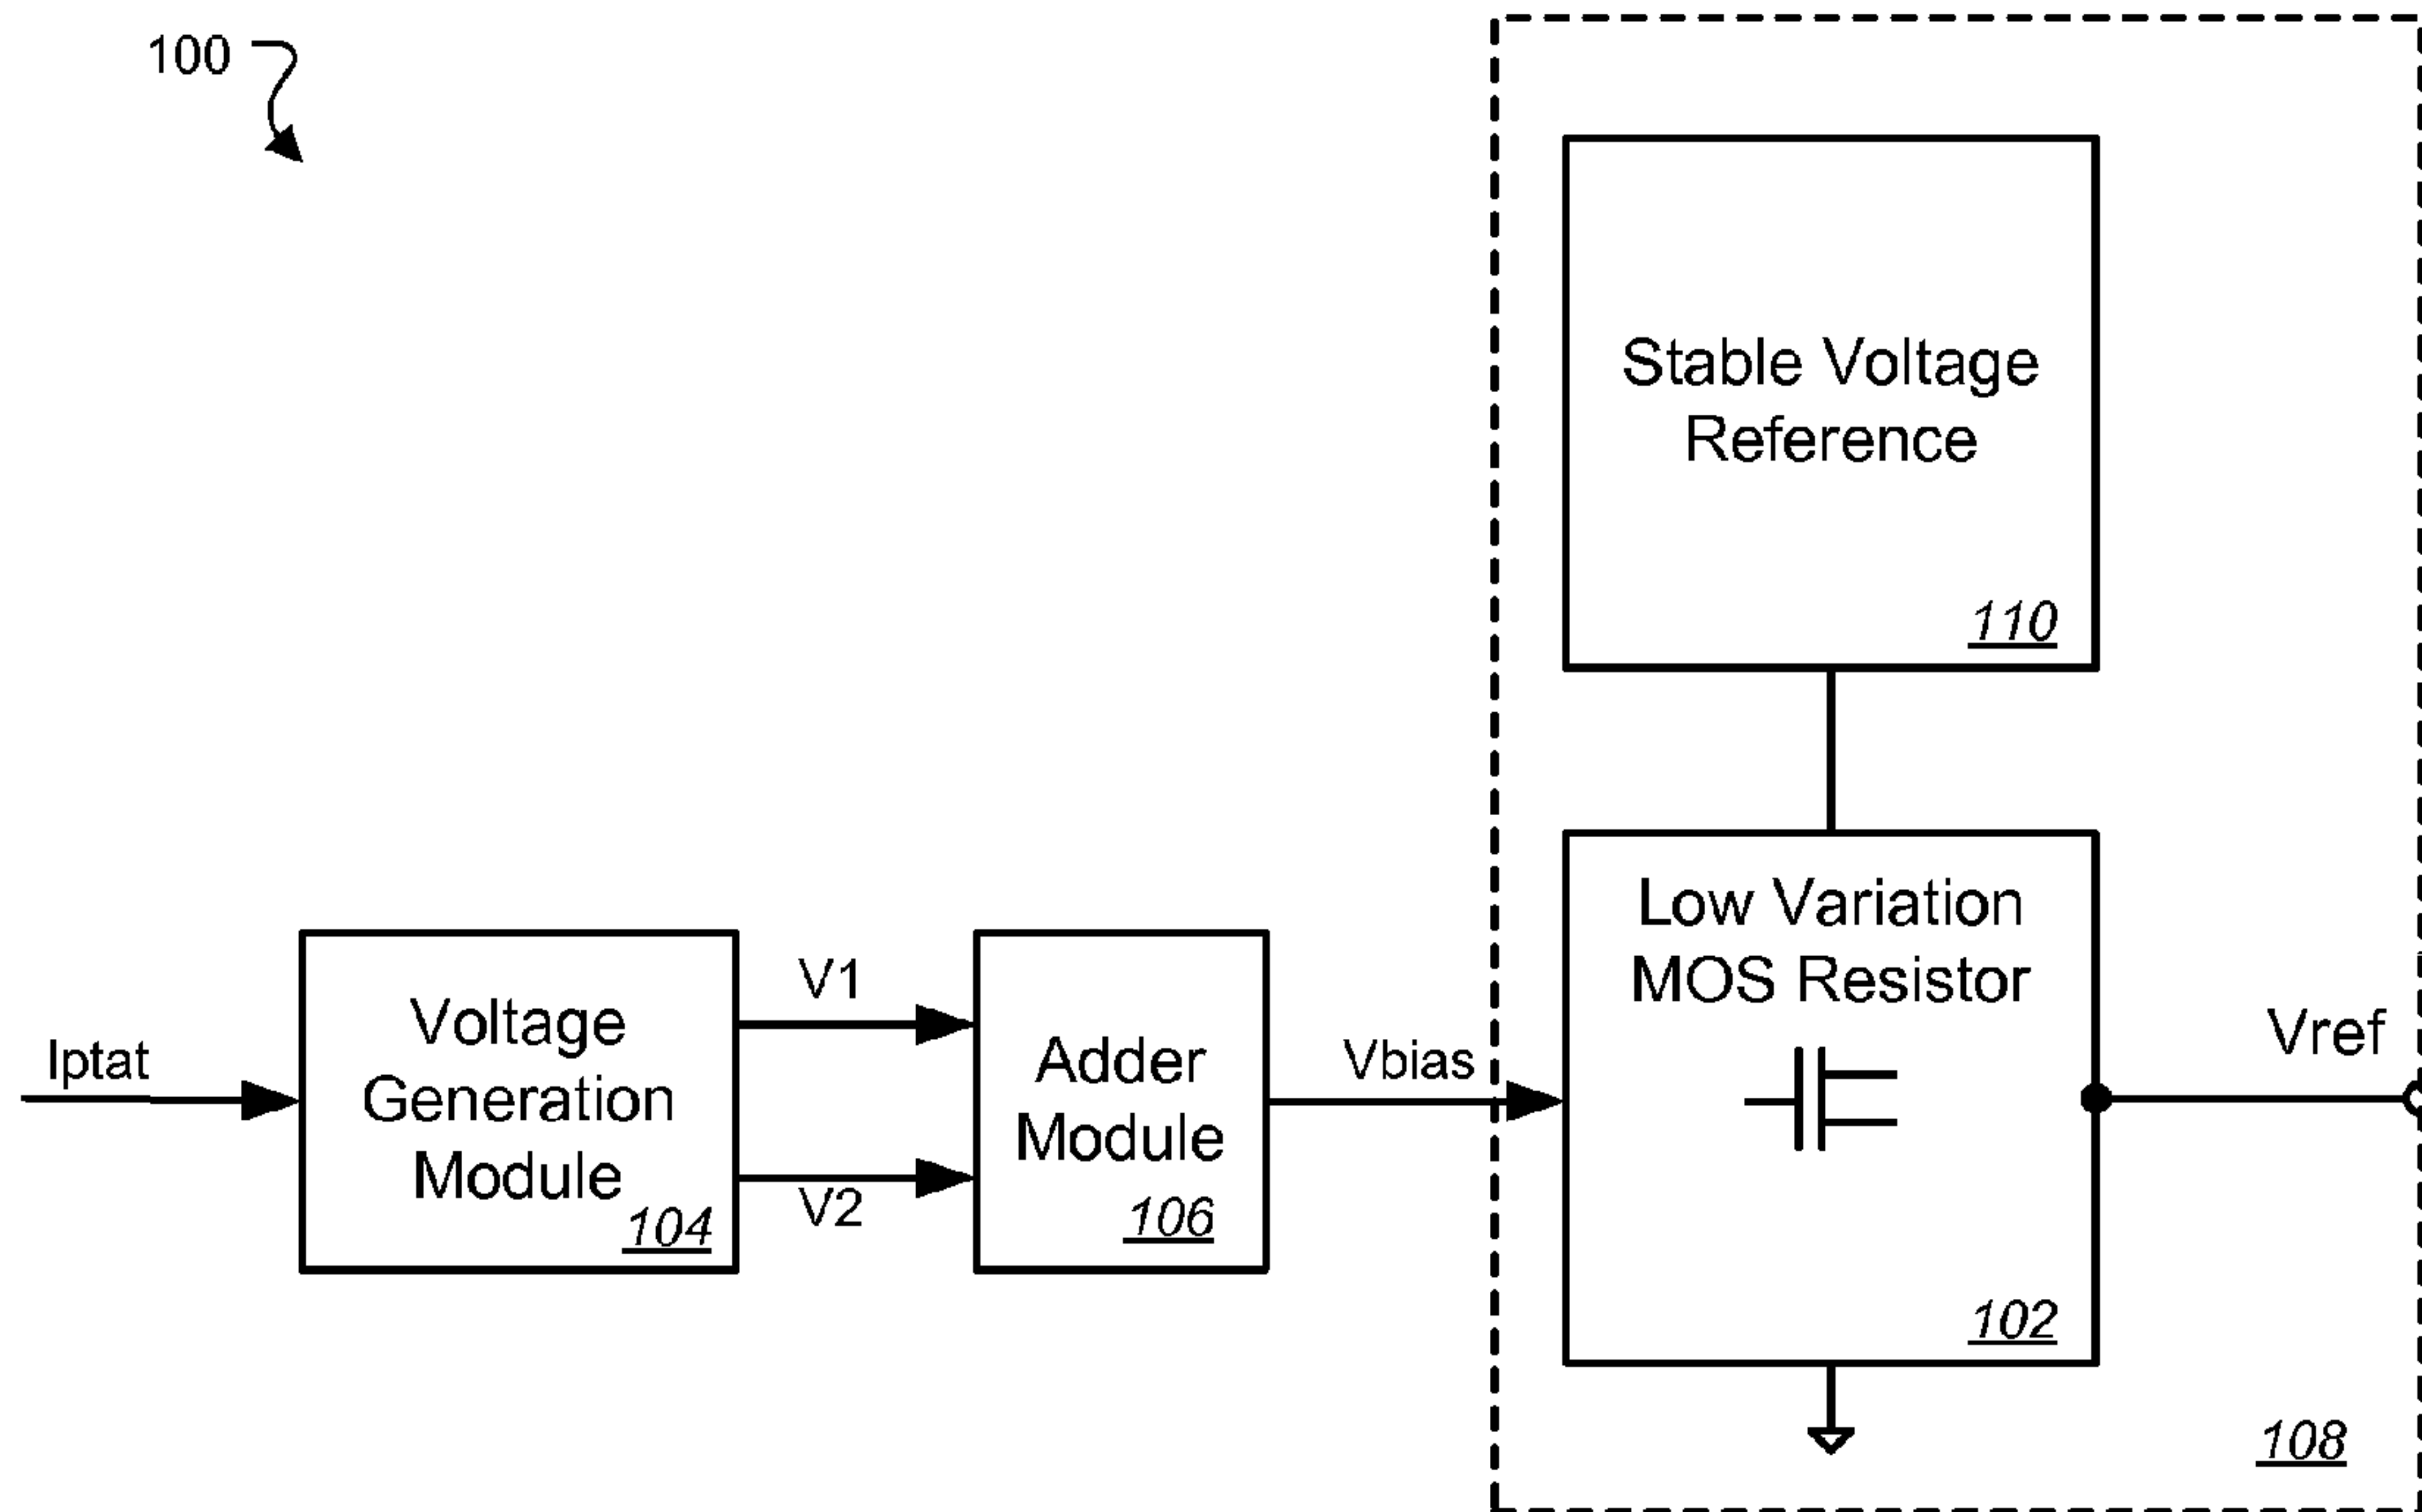 100
Stable Voltage
Reference
110
Low Variation
MOS Resistor
102
Voltage
Generation
Module
104
Iptat
V1
V2
Adder
Module
106
Vbias
Vref
108